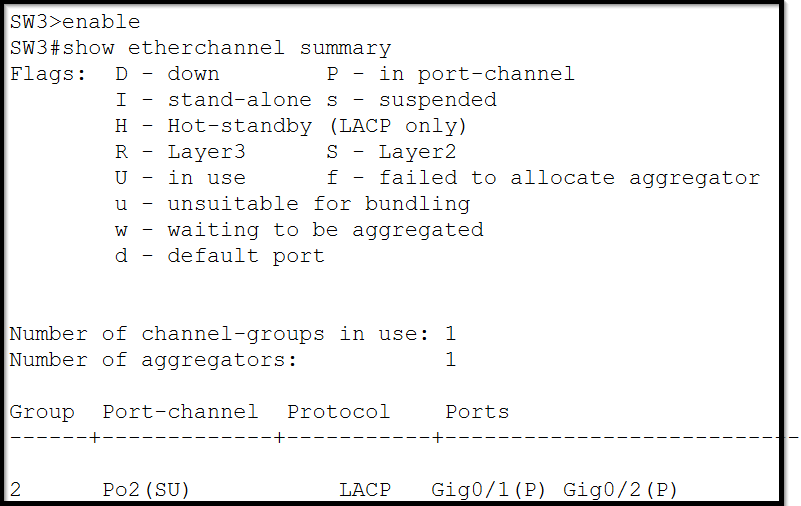 SW3>enable
SW3#show etherchannel summary
Flags:  D - down        P - in port-channel
        I - stand-alone s - suspended
        H - Hot-standby (LACP only)
        R - Layer3      S - Layer2
        U - in use      f - failed to allocate aggregator
        u - unsuitable for bundling
        w - waiting to be aggregated
        d - default port
Number of channel-groups in use: 1
Number of aggregators:           1
Group  Port-channel  Protocol    Ports
------+-------------+-----------+---------------------------
2      Po2(SU)           LACP   Gig0/1(P) Gig0/2(P)